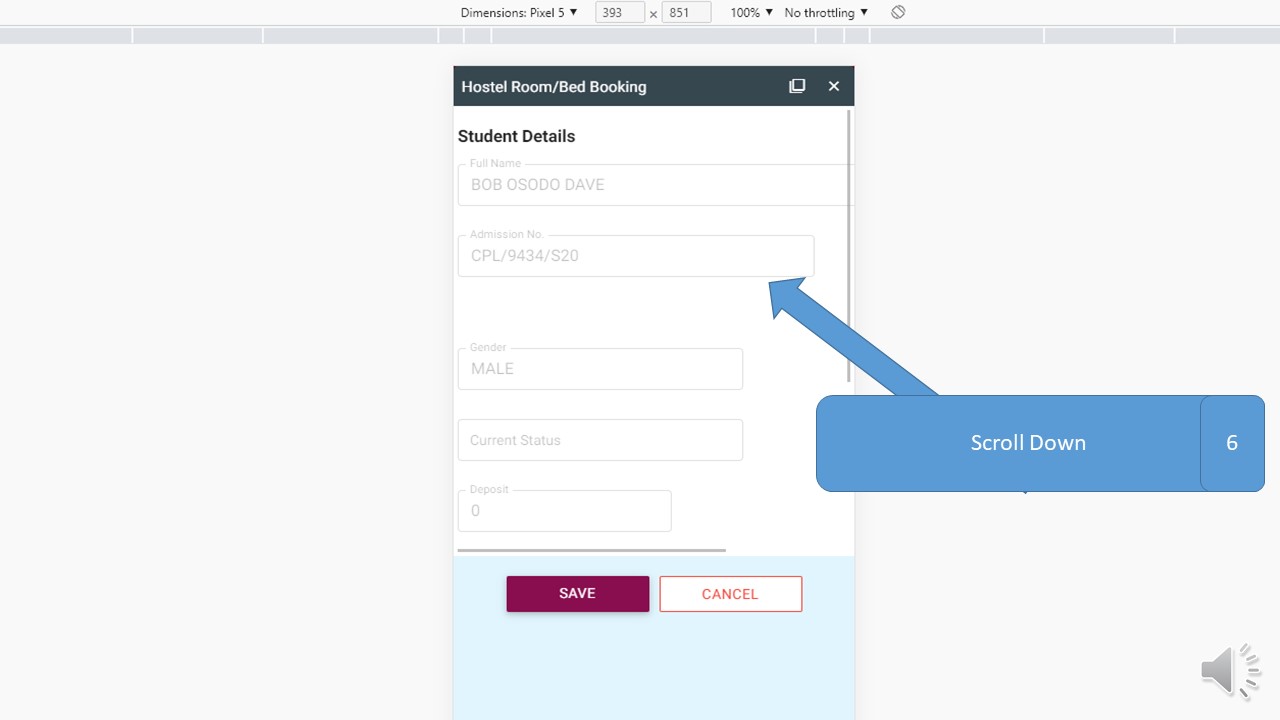 Dimensions: Pixel 5 393 × 851 100% No throttling
Hostel Room/Bed Booking
Student Details
Full Name
BOB OSODO DAVE
Admission No.
CPL/9434/S20
Gender
MALE
Current Status
Scroll Down 6
Deposit
0
SAVE CANCEL